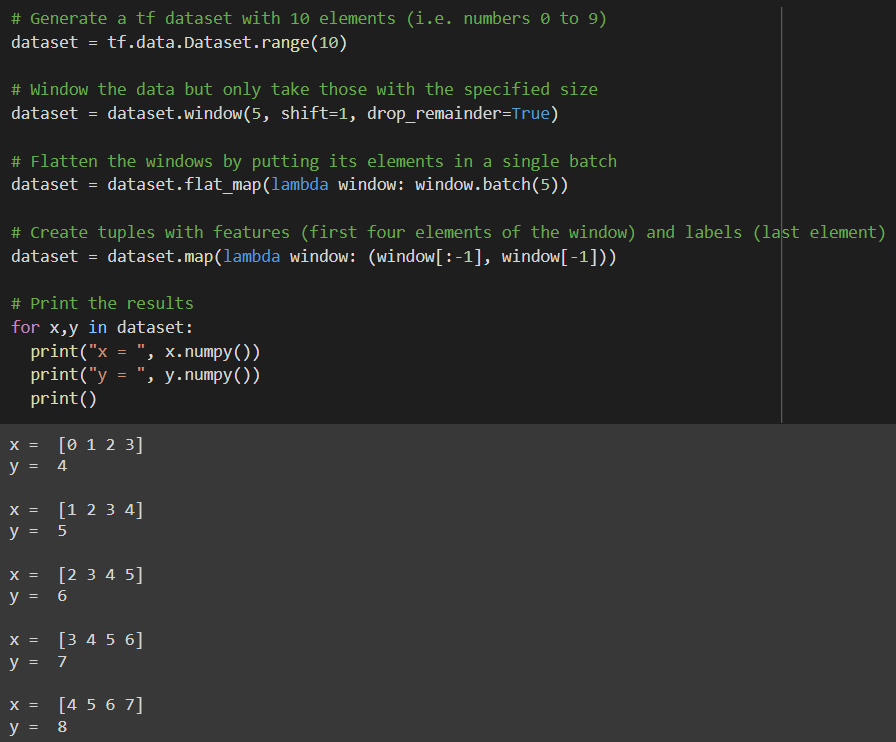 # Generate a tf dataset with 10 elements (i.e. numbers 0 to 9)
dataset = tf.data.Dataset.range(10)

# Window the data but only take those with the specified size
dataset = dataset.window(5, shift=1, drop_remainder=True)

# Flatten the windows by putting its elements in a single batch
dataset = dataset.flat_map(lambda window: window.batch(5))

# Create tuples with features (first four elements of the window) and labels (last element)
dataset = dataset.map(lambda window: (window[:-1], window[-1]))

# Print the results
for x,y in dataset:
  print("x = ", x.numpy())
  print("y = ", y.numpy())
  print()

x =  [0 1 2 3]
y =  4

x =  [1 2 3 4]
y =  5

x =  [2 3 4 5]
y =  6

x =  [3 4 5 6]
y =  7

x =  [4 5 6 7]
y =  8